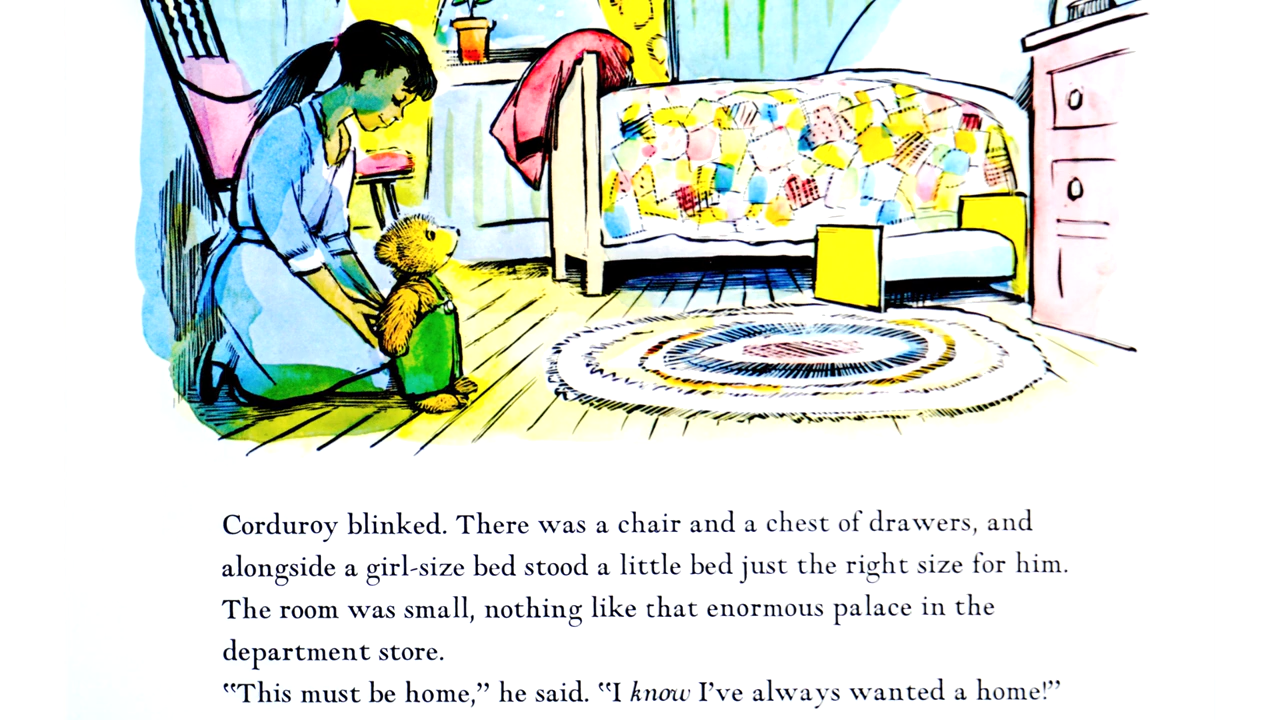 Corduroy blinked. There was a chair and a chest of drawers, and
alongside a girl-size bed stood a little bed just the right size for him.
The room was small, nothing like that enormous palace in the
department store.
“This must be home,” he said. “I know I’ve always wanted a home!”